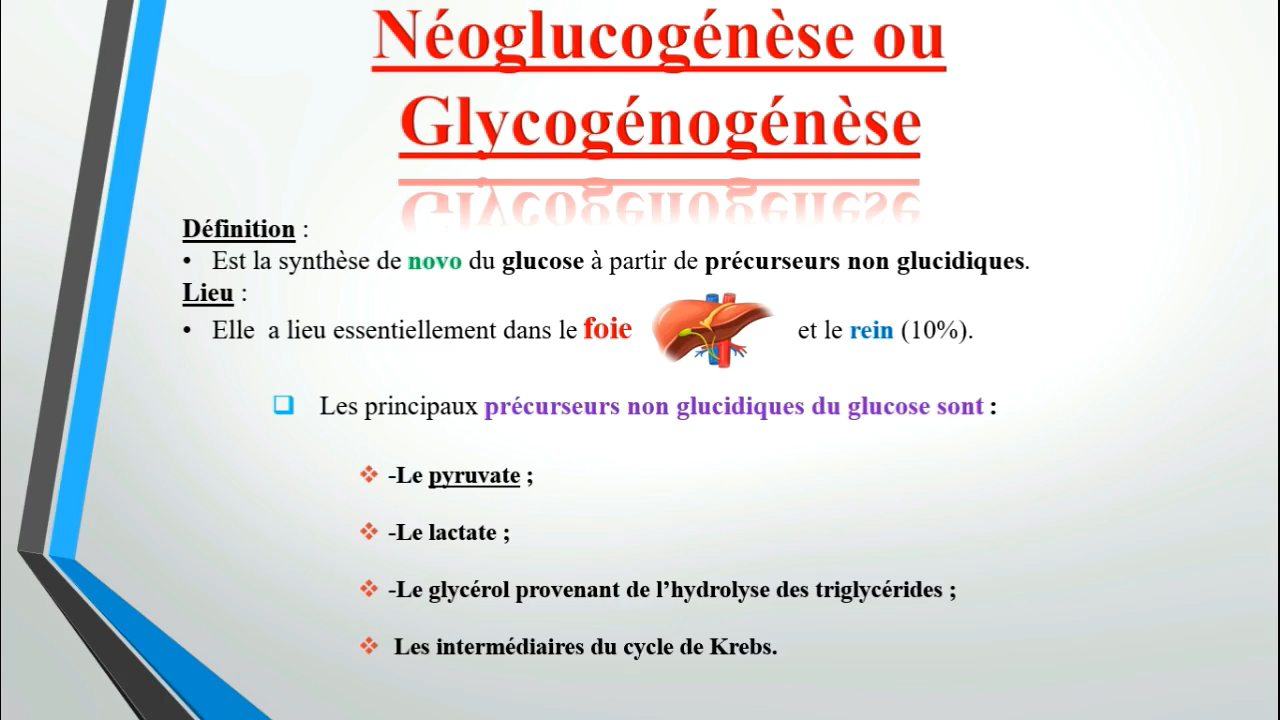 Néoglucogénèse ou
Glycogénogénèse
Définition :
• Est la synthèse de novo du glucose à partir de précurseurs non glucidiques.
Lieu :
• Elle a lieu essentiellement dans le foie et le rein (10%).
❑ Les principaux précurseurs non glucidiques du glucose sont :
❖ -Le pyruvate ;
❖ -Le lactate ;
❖ -Le glycérol provenant de l’hydrolyse des triglycérides ;
❖ Les intermédiaires du cycle de Krebs.